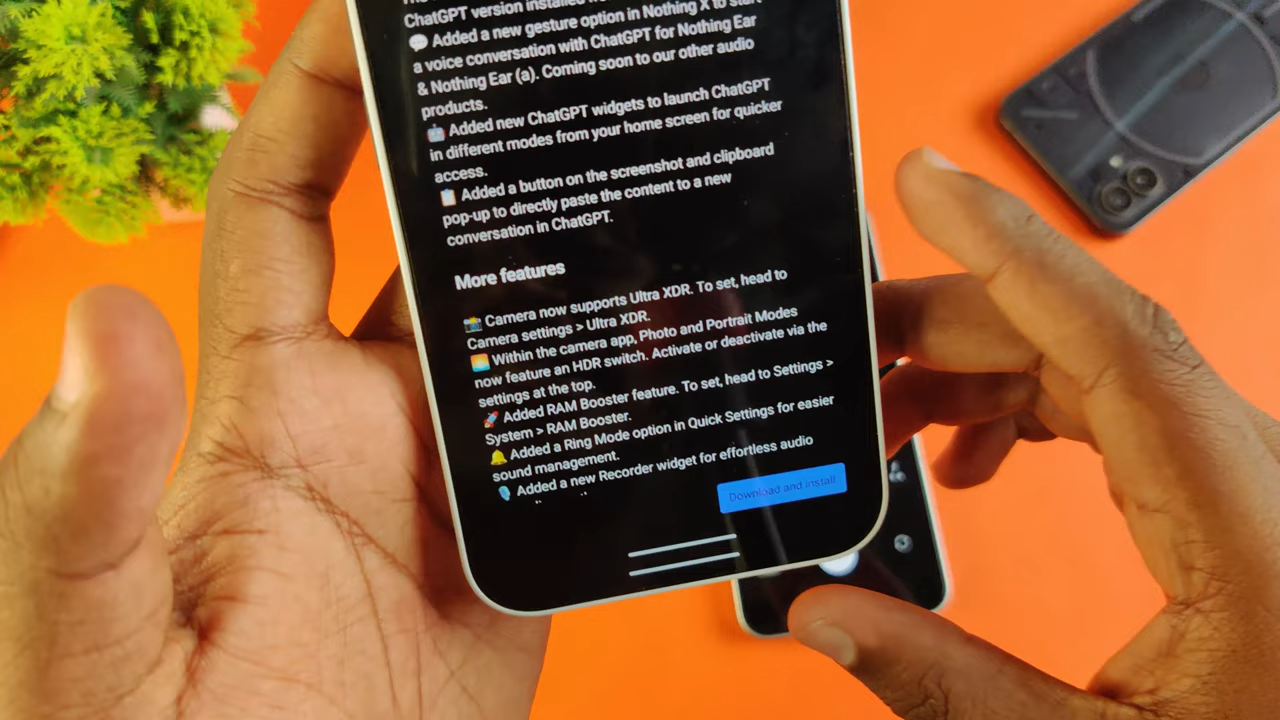 ChatGPT version installed
💬 Added a new gesture option in Nothing X to start
a voice conversation with ChatGPT for Nothing Ear
& Nothing Ear (a). Coming soon to our other audio
products.
🤖 Added new ChatGPT widgets to launch ChatGPT
in different modes from your home screen for quicker
access.
📋 Added a button on the screenshot and clipboard
pop-up to directly paste the content to a new
conversation in ChatGPT.
More features
📸 Camera now supports Ultra XDR. To set, head to
Camera settings > Ultra XDR.
🌅 Within the camera app, Photo and Portrait Modes
now feature an HDR switch. Activate or deactivate via the
settings at the top.
🚀 Added RAM Booster feature. To set, head to Settings >
System > RAM Booster.
🔔 Added a Ring Mode option in Quick Settings for easier
sound management.
🎙️ Added a new Recorder widget for effortless audio
Download and install